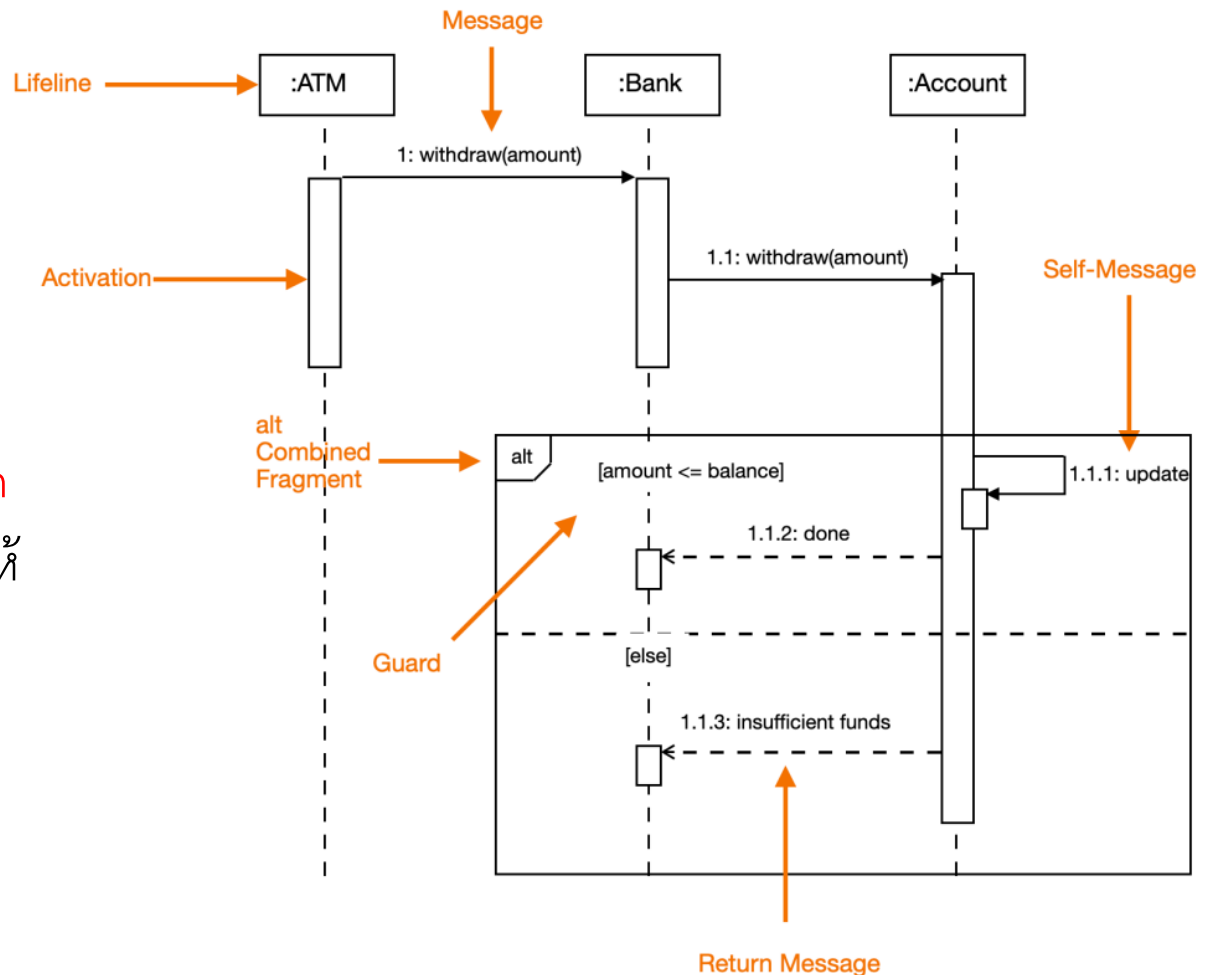 Message
Lifeline
:ATM
:Bank
:Account
1: withdraw(amount)
1.1: withdraw(amount)
Self-Message
Activation
alt
Combined
Fragment
alt
[amount <= balance]
1.1.1: update
1.1.2: done
Guard
[else]
1.1.3: insufficient funds
Return Message